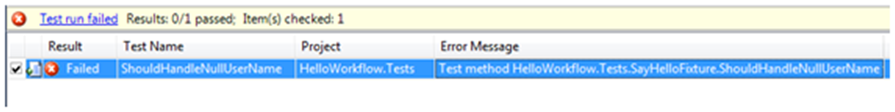 Test run failed Results: 0/1 passed; Item(s) checked: 1
Result Test Name Project Error Message
Failed ShouldHandleNullUserName HelloWorkflow.Tests Test method HelloWorkflow.Tests.SayHelloFixture.ShouldHandleNullUserName